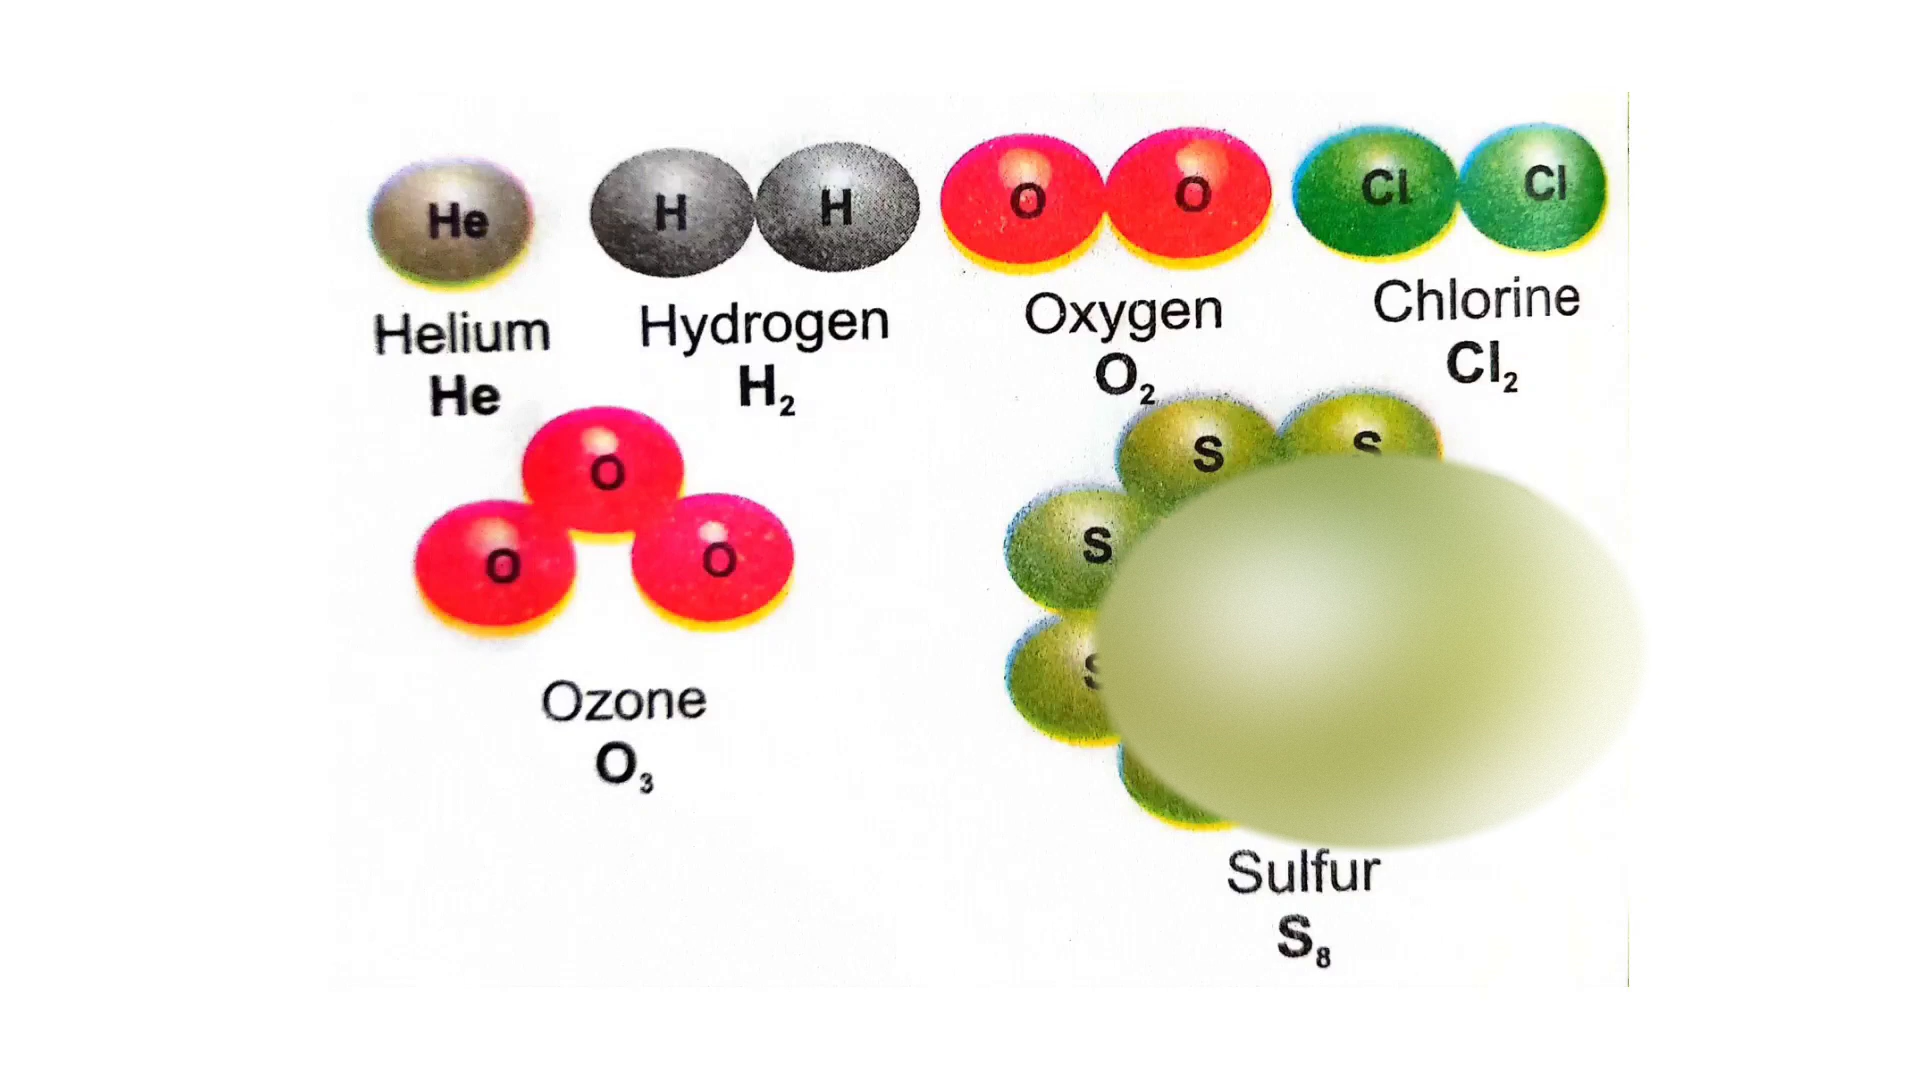 He
H H
O O
Cl Cl
Helium
He
Hydrogen
H₂
Oxygen
O₂
Chlorine
Cl₂
O
O O
Ozone
O₃
S S
S
S
Sulfur
S₈